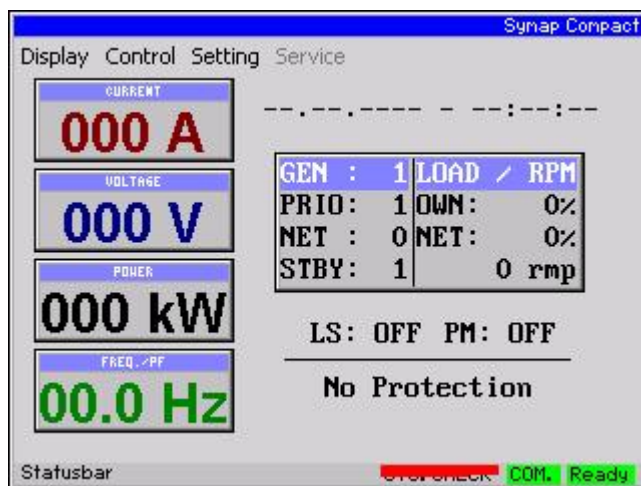 Synap Compact
Display Control Setting Service
CURRENT
000 A
VOLTAGE
000 V
POWER
000 kW
FREQ./PF
00.0 Hz
--.--.---- - --:--:--
GEN : 1 LOAD / RPM
PRIO: 1 OWN: 0%
NET : 0 NET: 0%
STBY: 1 0 rmp
LS: OFF PM: OFF
No Protection
Statusbar COM. Ready